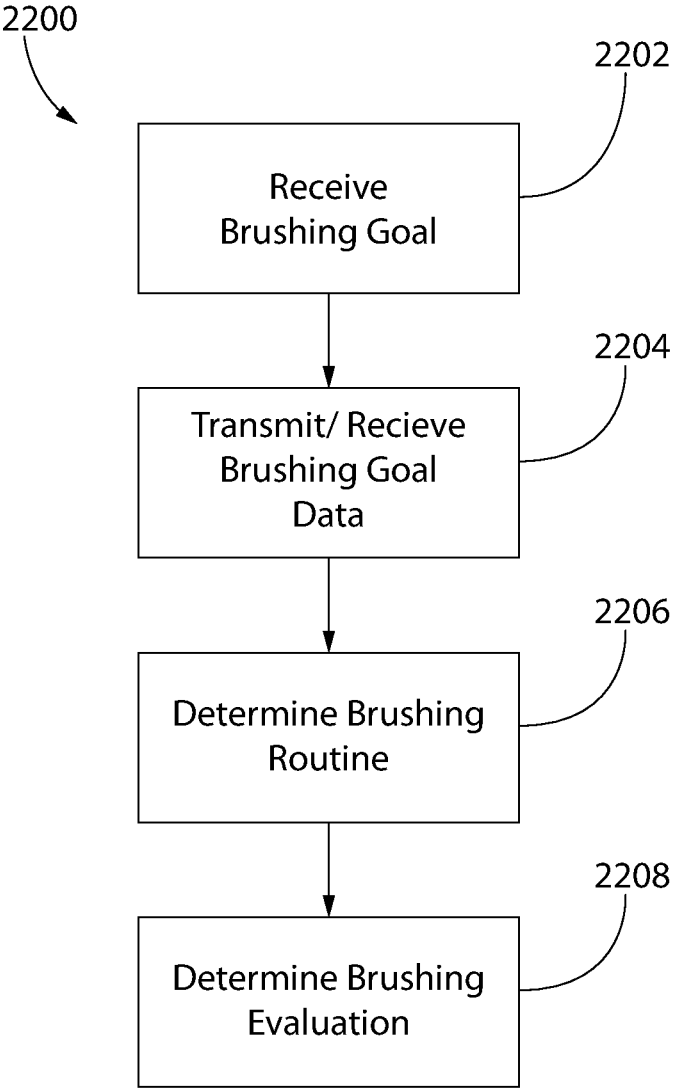 2200
2202
Receive
Brushing Goal
2204
Transmit/ Recieve
Brushing Goal
Data
2206
Determine Brushing
Routine
2208
Determine Brushing
Evaluation